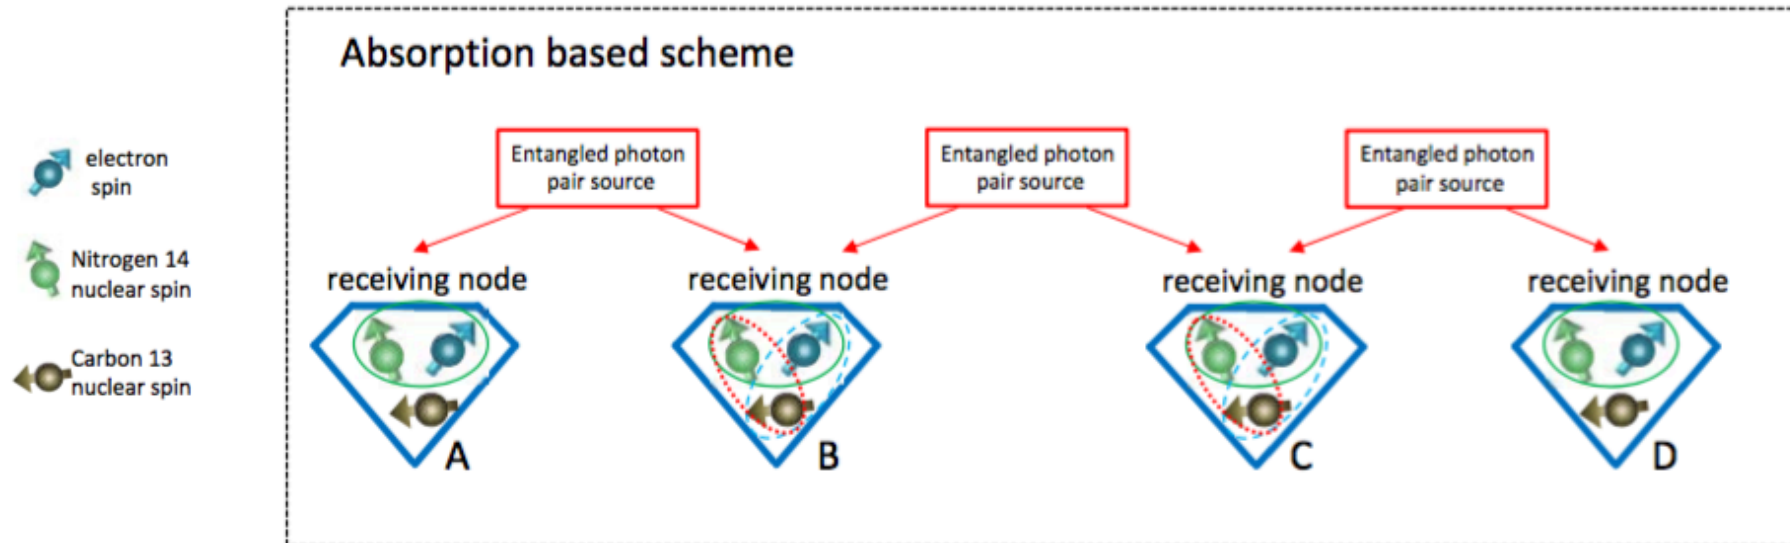 Absorption based scheme
electron
spin
Nitrogen 14
nuclear spin
Carbon 13
nuclear spin
Entangled photon
pair source
Entangled photon
pair source
Entangled photon
pair source
receiving node
receiving node
receiving node
receiving node
A
B
C
D